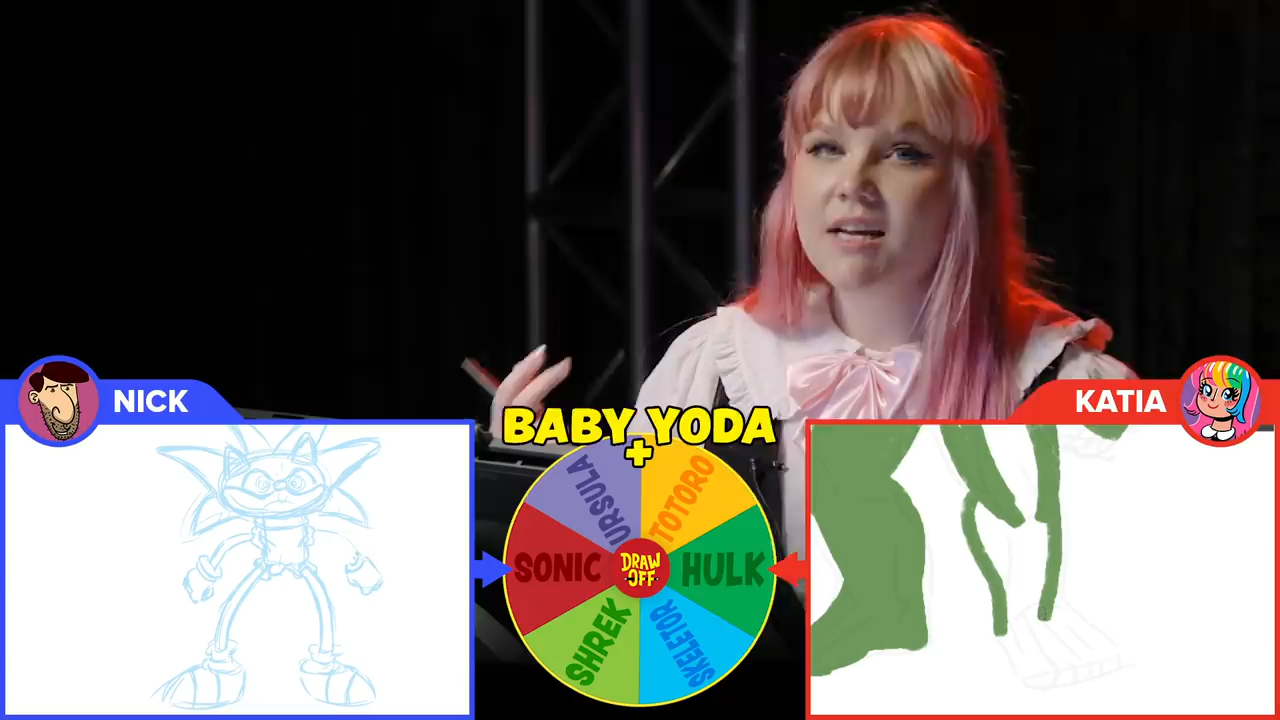 NICK
KATIA
BABY YODA
+
URSULA
TOTORO
SONIC
DRAW
OFF
HULK
SHREK
SKELETOR